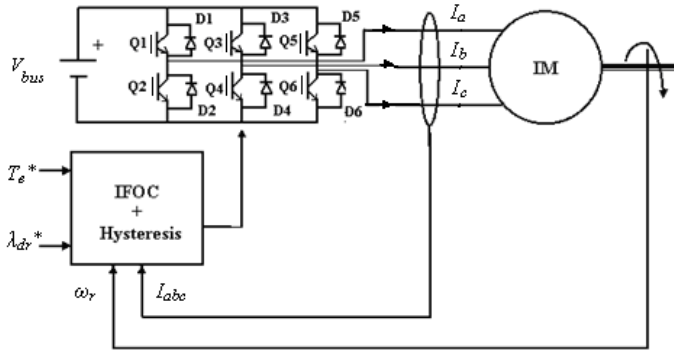 D1 D3 D5
Q1 Q3 Q5
+
V_bus
Q2 Q4 Q6
D2 D4 D6
I_a
I_b
I_c
IM
T_e*
λ_dr*
IFOC
+
Hysteresis
ω_r I_abc